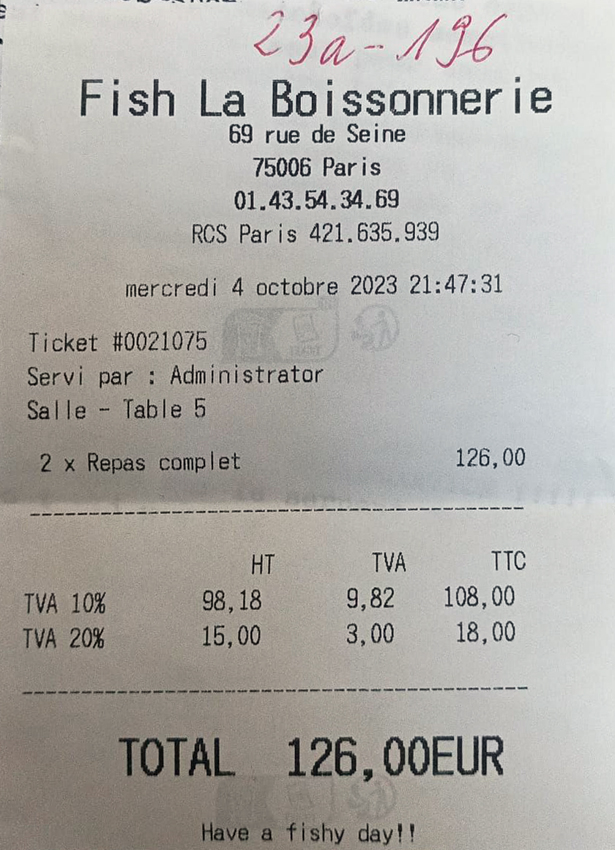 23a-196
Fish La Boissonnerie
69 rue de Seine
75006 Paris
01.43.54.34.69
RCS Paris 421.635.939
mercredi 4 octobre 2023 21:47:31
Ticket #0021075
Servi par : Administrator
Salle - Table 5
2 x Repas complet 126,00
HT TVA TTC
TVA 10% 98,18 9,82 108,00
TVA 20% 15,00 3,00 18,00
TOTAL 126,00EUR
Have a fishy day!!